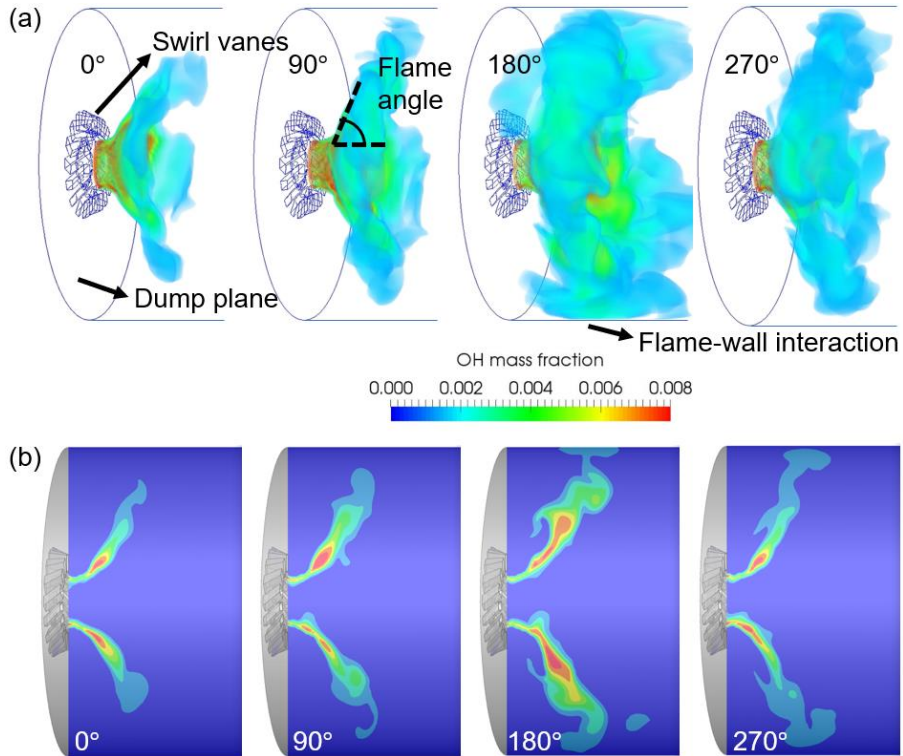 (a)
Swirl vanes
0°
90°
Flame
angle
180°
270°
Dump plane
Flame-wall interaction
OH mass fraction
0.000 0.002 0.004 0.006 0.008
(b)
0°
90°
180°
270°